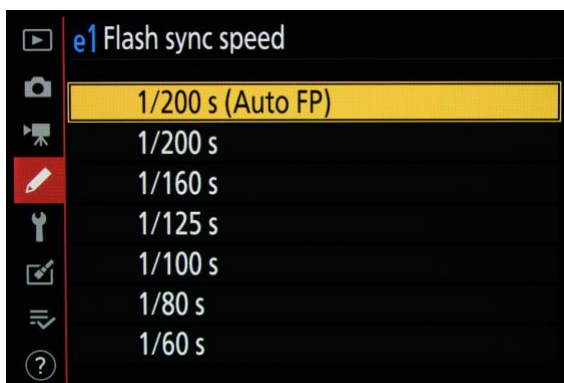 e1 Flash sync speed
1/200 s (Auto FP)
1/200 s
1/160 s
1/125 s
1/100 s
1/80 s
1/60 s
?